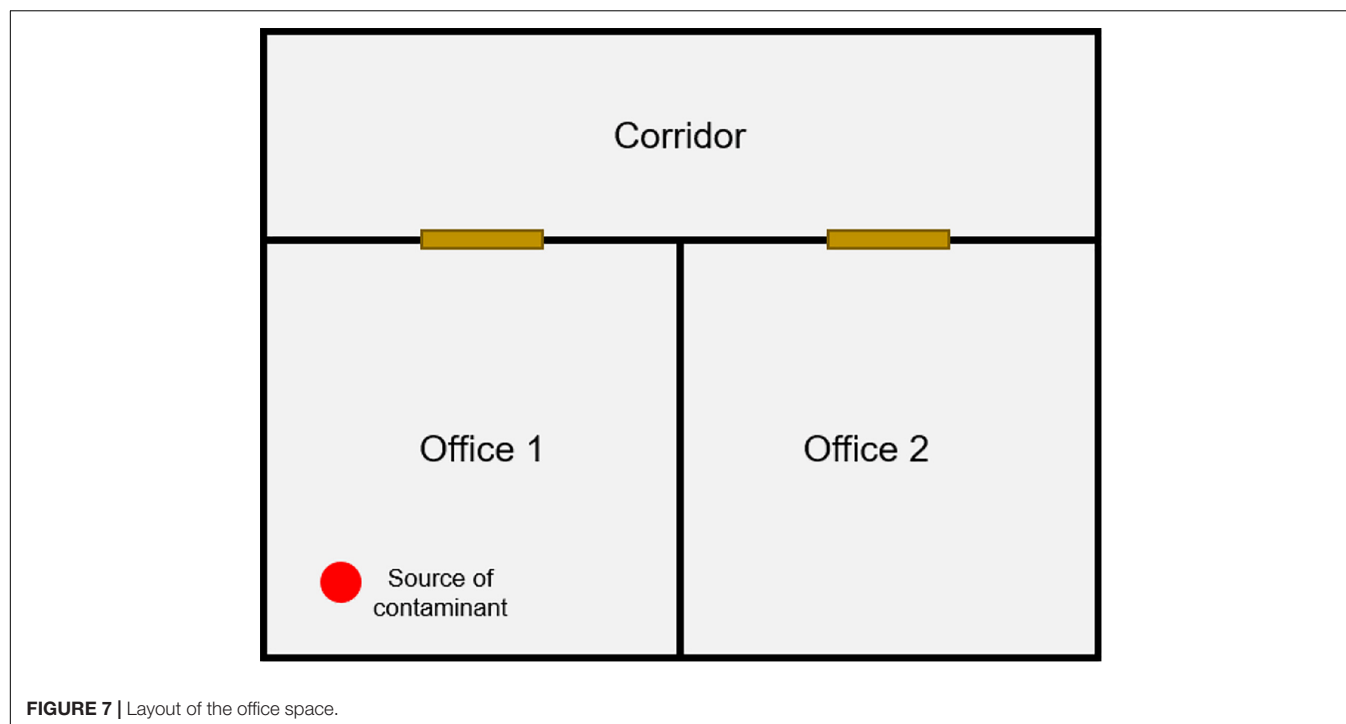 Corridor
Office 1
Office 2
Source of
contaminant
FIGURE 7 | Layout of the office space.